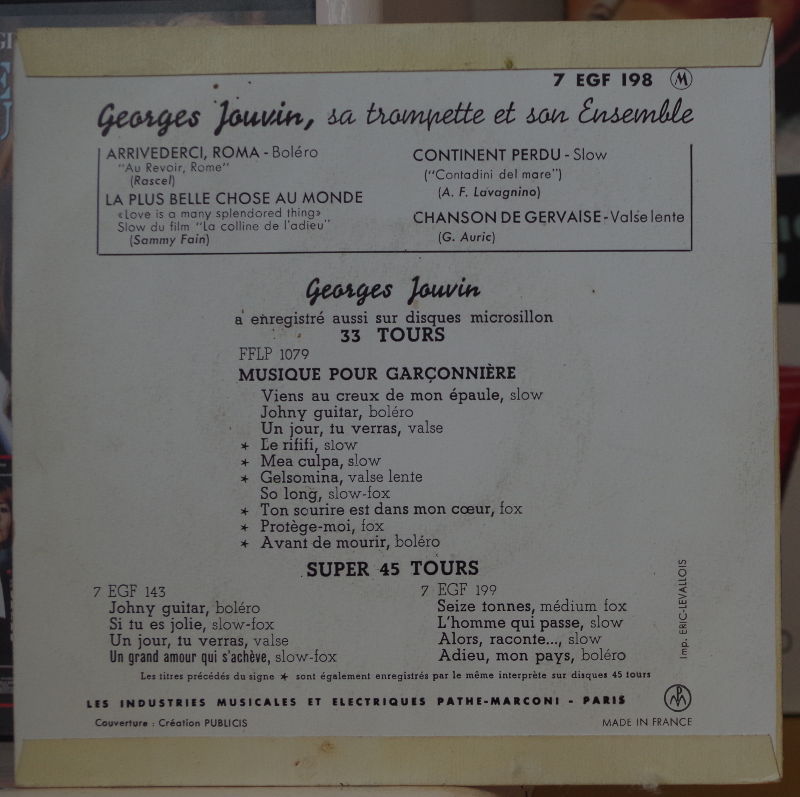 7 EGF 198 M
Georges Jouvin, sa trompette et son Ensemble
ARRIVEDERCI, ROMA - Boléro
"Au Revoir, Rome"
(Rascel)
LA PLUS BELLE CHOSE AU MONDE
«Love is a many splendored thing»
Slow du film "La colline de l'adieu"
(Sammy Fain)
CONTINENT PERDU - Slow
("Contadini del mare")
(A. F. Lavagnino)
CHANSON DE GERVAISE - Valse lente
(G. Auric)
Georges Jouvin
a enregistré aussi sur disques microsillon
33 TOURS
FFLP 1079
MUSIQUE POUR GARÇONNIÈRE
Viens au creux de mon épaule, slow
Johny guitar, boléro
Un jour, tu verras, valse
* Le rififi, slow
* Mea culpa, slow
* Gelsomina, valse lente
So long, slow-fox
* Ton sourire est dans mon cœur, fox
* Protège-moi, fox
* Avant de mourir, boléro
SUPER 45 TOURS
7 EGF 143
Johny guitar, boléro
Si tu es jolie, slow-fox
Un jour, tu verras, valse
Un grand amour qui s'achève, slow-fox
7 EGF 199
Seize tonnes, médium fox
L'homme qui passe, slow
Alors, raconte..., slow
Adieu, mon pays, boléro
Imp. ERIC-LEVALLOIS
Les titres précédés du signe * sont également enregistrés par le même interprète sur disques 45 tours
LES INDUSTRIES MUSICALES ET ELECTRIQUES PATHE-MARCONI - PARIS
Couverture : Création PUBLICIS
MADE IN FRANCE